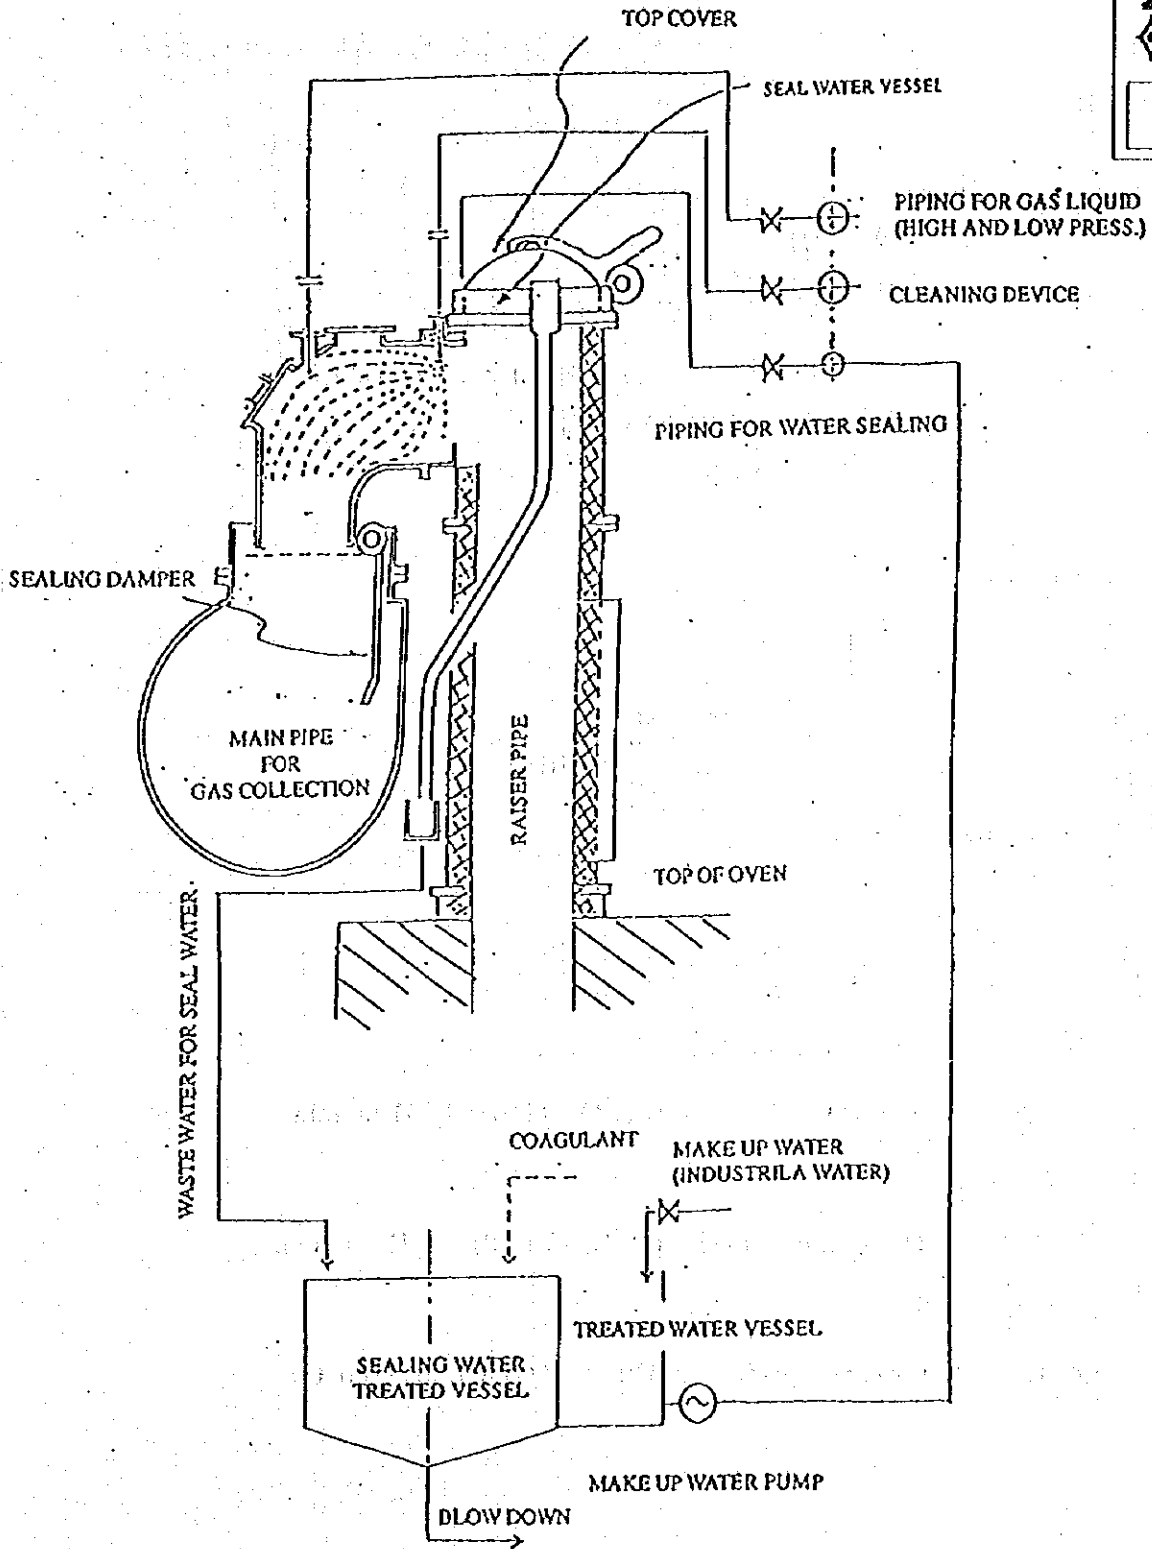 TOP COVER
SEAL WATER VESSEL
PIPING FOR GAS LIQUID
(HIGH AND LOW PRESS.)
CLEANING DEVICE
PIPING FOR WATER SEALING
SEALING DAMPER
MAIN PIPE
FOR
GAS COLLECTION
RAISER PIPE
TOP OF OVEN
WASTE WATER FOR SEAL WATER
COAGULANT
MAKE UP WATER
(INDUSTRILA WATER)
TREATED WATER VESSEL
SEALING WATER
TREATED VESSEL
MAKE UP WATER PUMP
BLOW DOWN